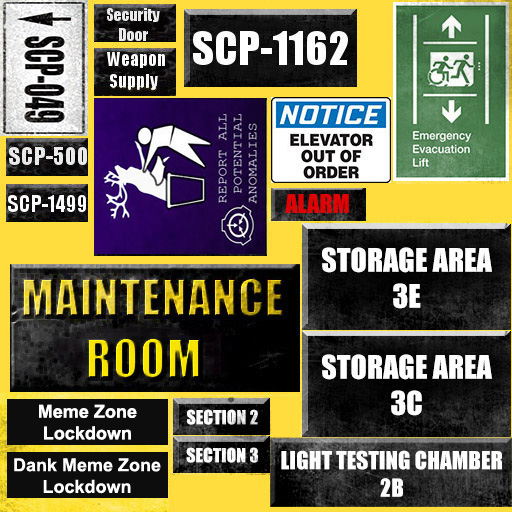 SCP-049
Security
Door
Weapon
Supply
SCP-1162
Emergency
Evacuation
Lift
SCP-500
SCP-1499
REPORT ALL
POTENTIAL
ANOMALIES
NOTICE
ELEVATOR
OUT OF
ORDER
ALARM
STORAGE AREA
3E
MAINTENANCE
ROOM
STORAGE AREA
3C
Meme Zone
Lockdown
Dank Meme Zone
Lockdown
SECTION 2
SECTION 3
LIGHT TESTING CHAMBER
2B